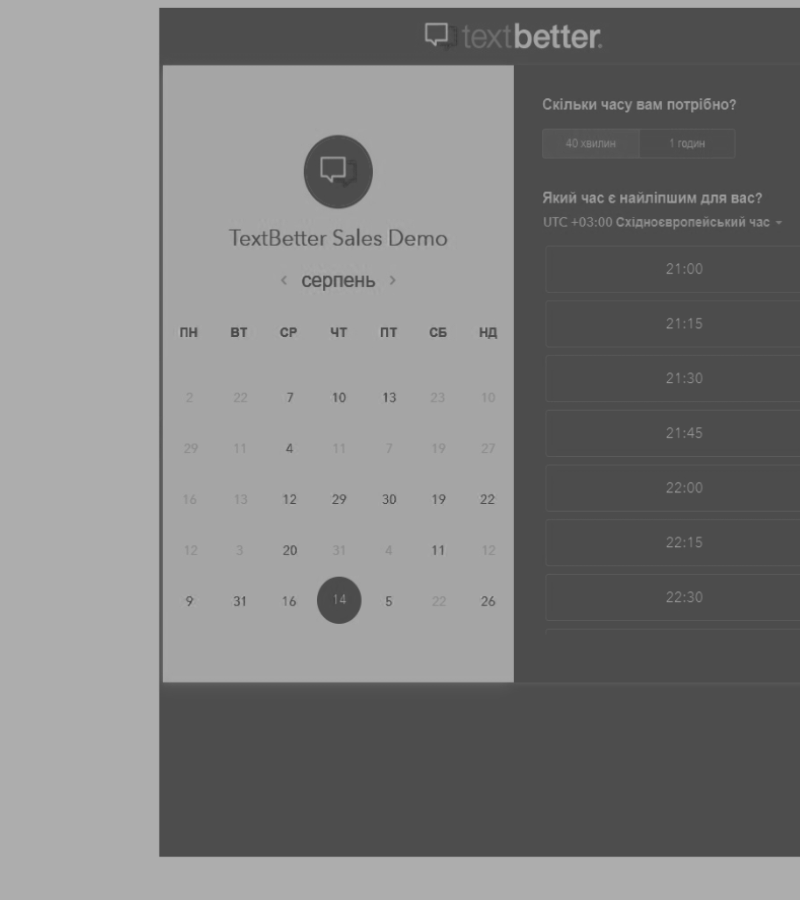 textbetter.
TextBetter Sales Demo
серпень
ПН ВТ СР ЧТ ПТ СБ НД
2 22 7 10 13 23 10
29 11 4 11 7 19 27
16 13 12 29 30 19 22
12 3 20 31 4 11 12
9 31 16 14 5 22 26
Скільки часу вам потрібно?
40 хвилин 1 годин
Який час є найліпшим для вас?
UTC +03:00 Східноєвропейський час
21:00
21:15
21:30
21:45
22:00
22:15
22:30